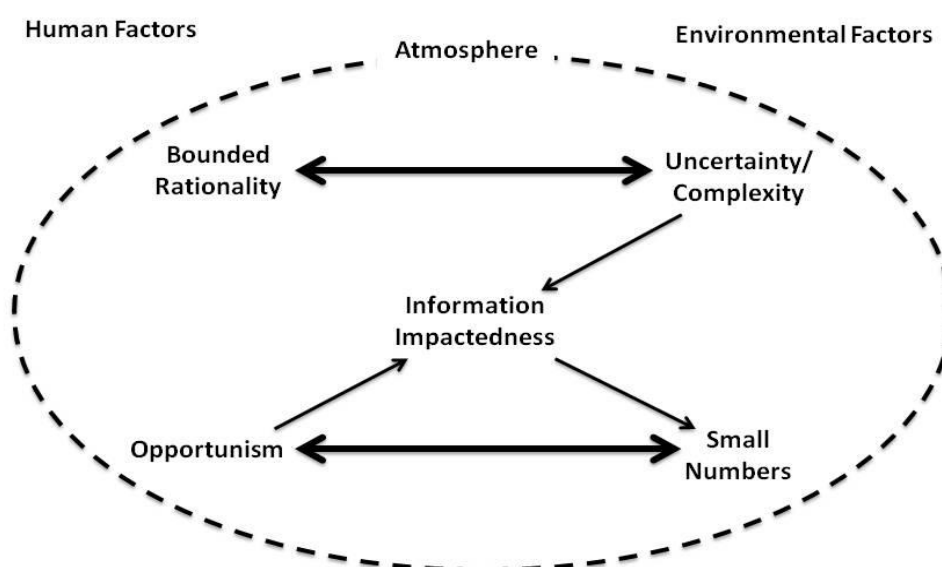 Human Factors
Environmental Factors
Atmosphere
Bounded
Rationality
Uncertainty/
Complexity
Information
Impactedness
Opportunism
Small
Numbers